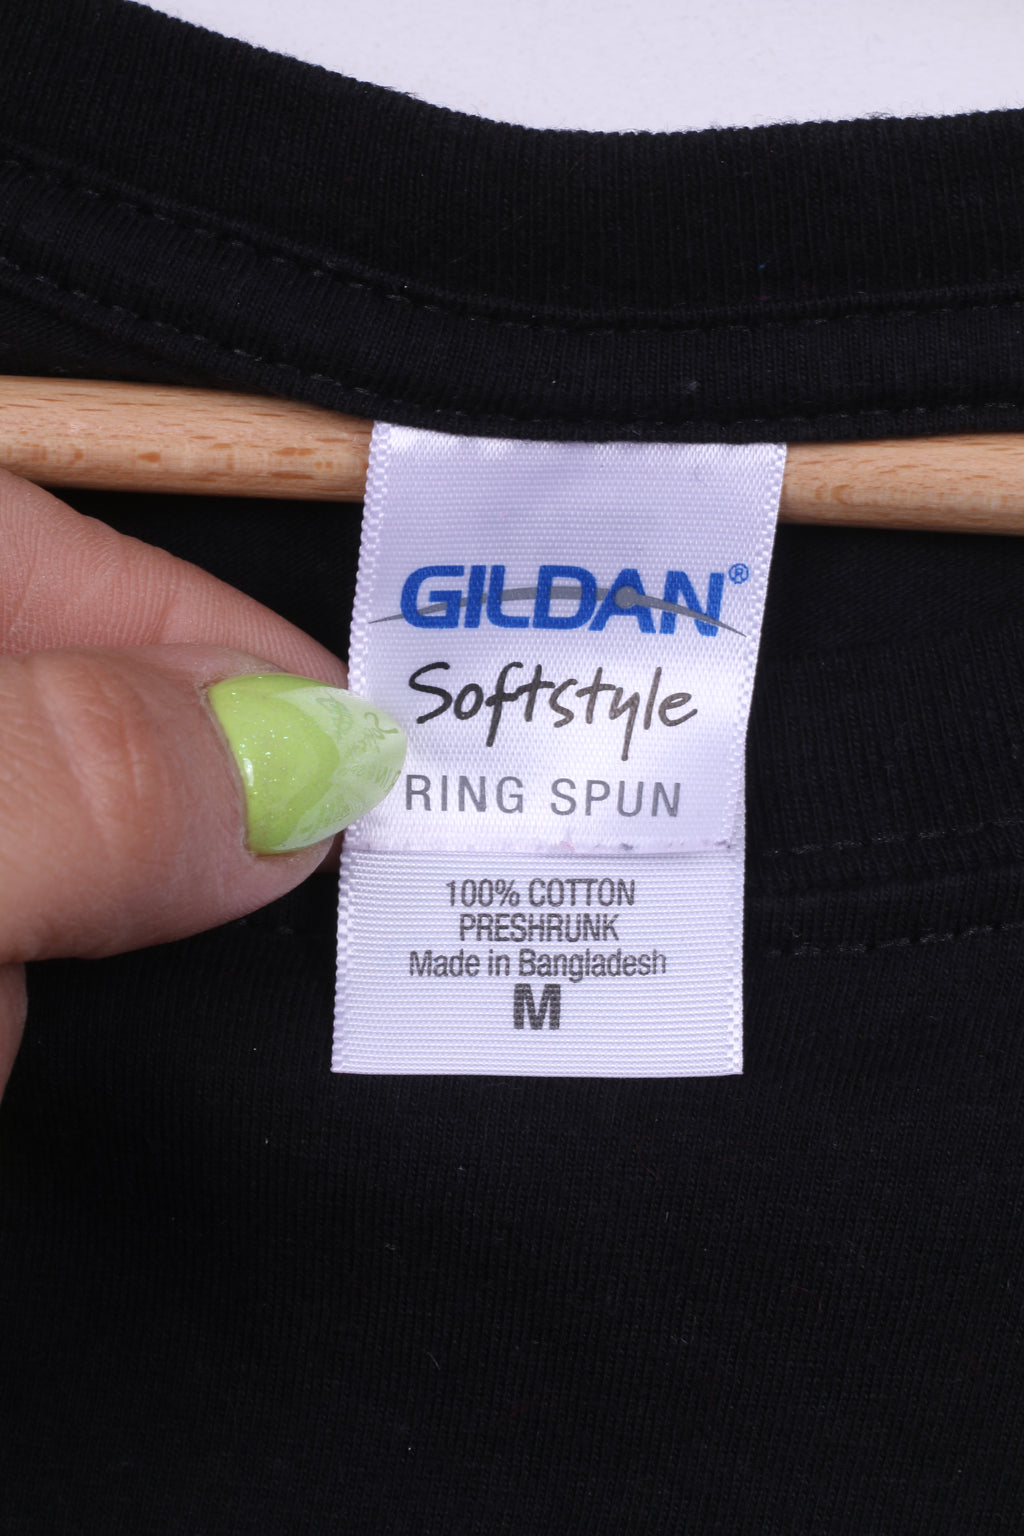 GILDAN®
Softstyle
RING SPUN
100% COTTON
PRESHRUNK
Made in Bangladesh
M